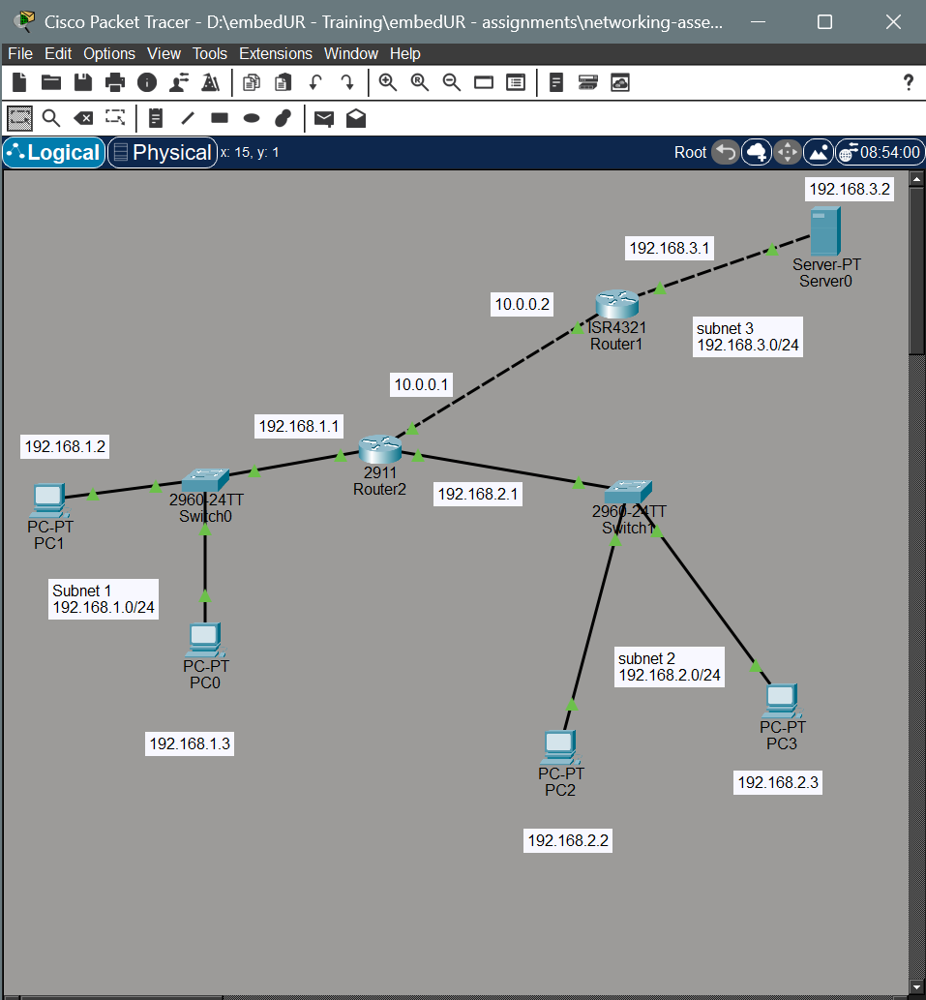 Cisco Packet Tracer - D:\embedUR - Training\embedUR - assignments\networking-asse...
File Edit Options View Tools Extensions Window Help
?
Logical Physical x: 15, y: 1 Root 08:54:00
192.168.3.2
192.168.3.1
Server-PT
Server0
10.0.0.2
ISR4321
Router1
subnet 3
192.168.3.0/24
10.0.0.1
192.168.1.1
192.168.1.2
2911
Router2
192.168.2.1
2960-24TT
Switch0
2960-24TT
Switch1
PC-PT
PC1
Subnet 1
192.168.1.0/24
PC-PT
PC0
subnet 2
192.168.2.0/24
192.168.1.3
PC-PT
PC3
PC-PT
PC2
192.168.2.3
192.168.2.2